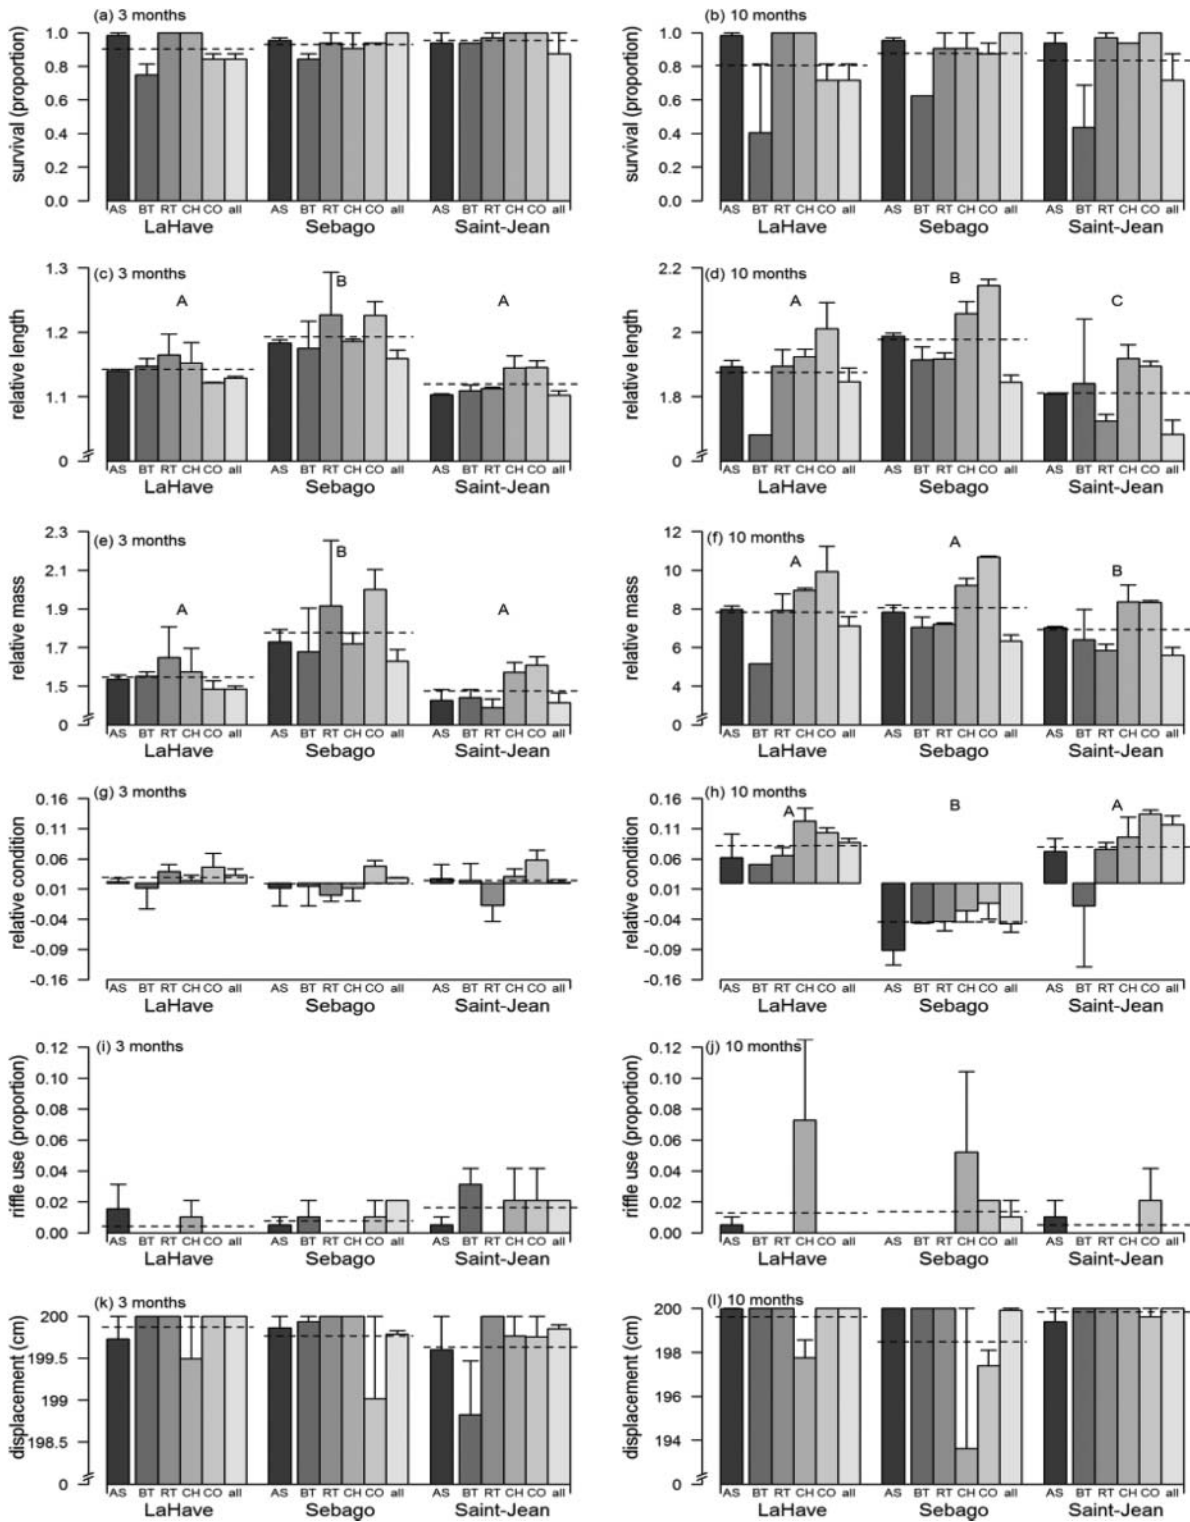 (a) 3 months
survival (proportion)
1.0
0.8
0.6
0.4
0.2
0.0
AS BT RT CH CO all AS BT RT CH CO all AS BT RT CH CO all
LaHave Sebago Saint-Jean
(b) 10 months
survival (proportion)
1.0
0.8
0.6
0.4
0.2
0.0
AS BT RT CH CO all AS BT RT CH CO all AS BT RT CH CO all
LaHave Sebago Saint-Jean
(c) 3 months
relative length
1.3
1.2
1.1
0
A B A
AS BT RT CH CO all AS BT RT CH CO all AS BT RT CH CO all
LaHave Sebago Saint-Jean
(d) 10 months
relative length
2.2
2
1.8
0
A B C
AS BT RT CH CO all AS BT RT CH CO all AS BT RT CH CO all
LaHave Sebago Saint-Jean
(e) 3 months
relative mass
2.3
1.9
1.7
1.5
0
A B A
AS BT RT CH CO all AS BT RT CH CO all AS BT RT CH CO all
LaHave Sebago Saint-Jean
(f) 10 months
relative mass
12
10
8
6
4
0
A A B
AS BT RT CH CO all AS BT RT CH CO all AS BT RT CH CO all
LaHave Sebago Saint-Jean
(g) 3 months
relative condition
0.16
0.11
0.06
0.01
-0.04
-0.09
-0.16
AS BT RT CH CO all AS BT RT CH CO all AS BT RT CH CO all
LaHave Sebago Saint-Jean
(h) 10 months
relative condition
0.16
0.11
0.06
0.01
-0.04
-0.09
-0.16
A B A
AS BT RT CH CO all AS BT RT CH CO all AS BT RT CH CO all
LaHave Sebago Saint-Jean
(i) 3 months
riffle use (proportion)
0.12
0.10
0.08
0.06
0.04
0.02
0.00
AS BT RT CH CO all AS BT RT CH CO all AS BT RT CH CO all
LaHave Sebago Saint-Jean
(j) 10 months
riffle use (proportion)
0.12
0.10
0.08
0.06
0.04
0.02
0.00
AS BT RT CH CO all AS BT RT CH CO all AS BT RT CH CO all
LaHave Sebago Saint-Jean
(k) 3 months
displacement (cm)
200
199.5
199
198.5
0
AS BT RT CH CO all AS BT RT CH CO all AS BT RT CH CO all
LaHave Sebago Saint-Jean
(l) 10 months
displacement (cm)
200
198
196
194
0
AS BT RT CH CO all AS BT RT CH CO all AS BT RT CH CO all
LaHave Sebago Saint-Jean